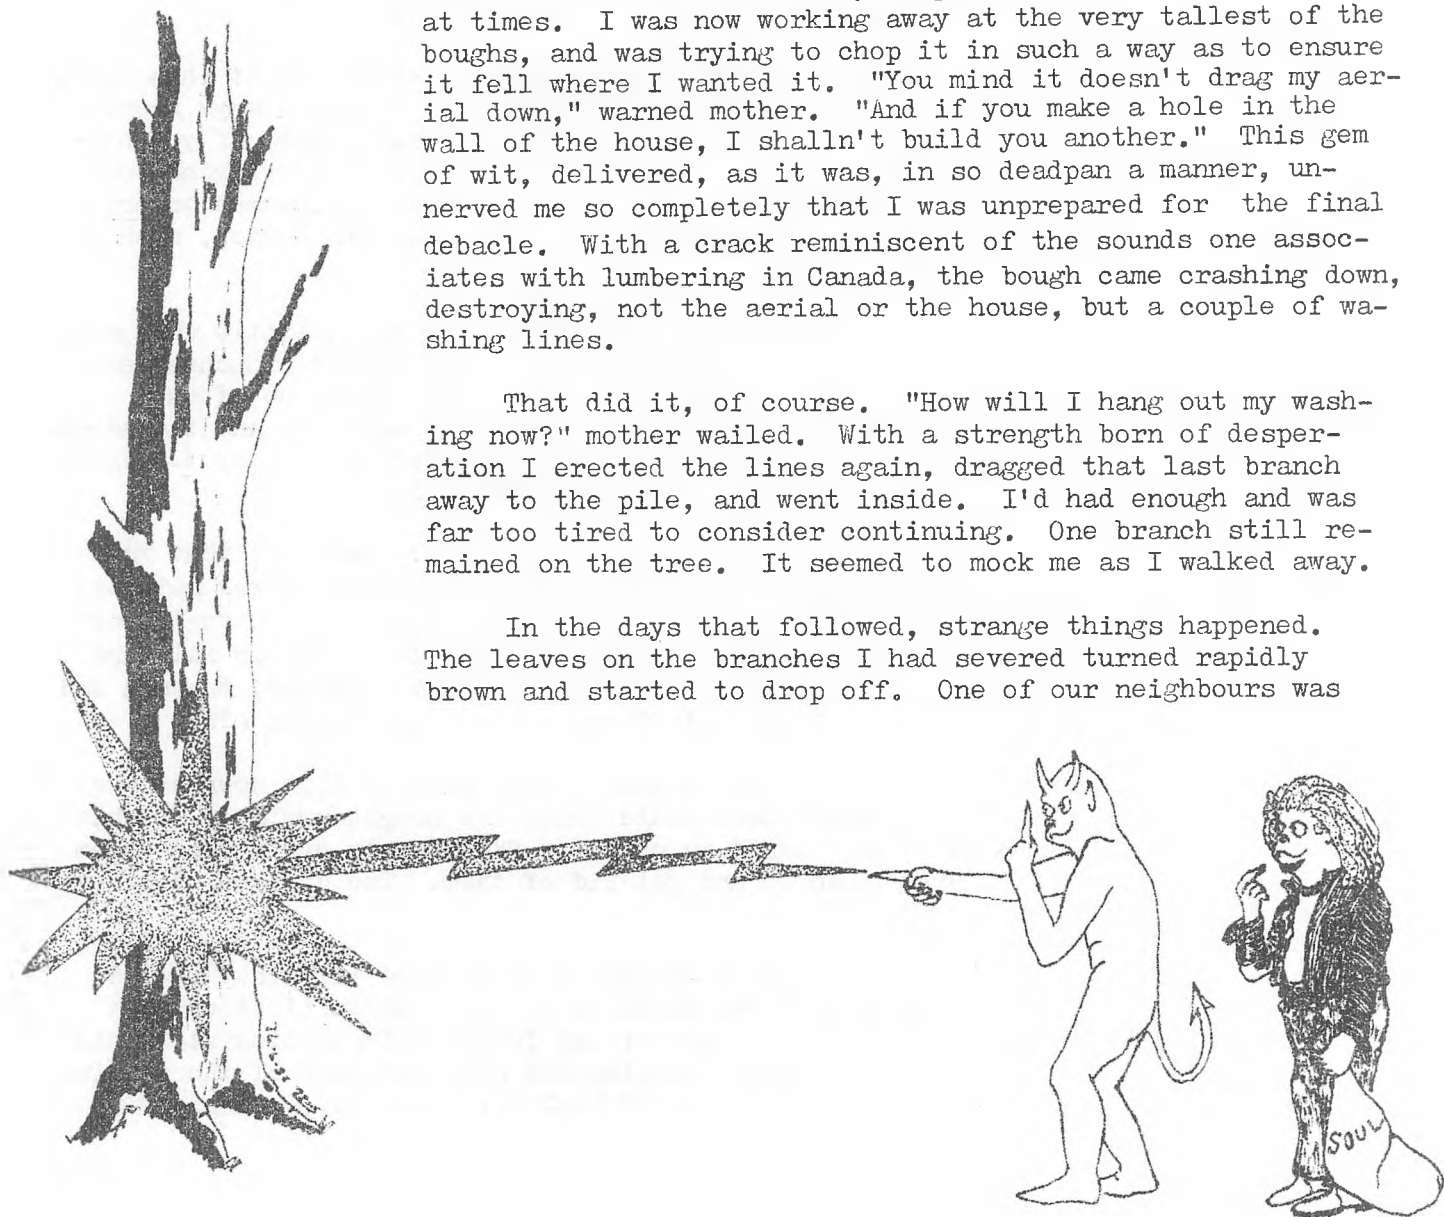 at times. I was now working away at the very tallest of the
boughs, and was trying to chop it in such a way as to ensure
it fell where I wanted it. "You mind it doesn't drag my aer-
ial down," warned mother. "And if you make a hole in the
wall of the house, I shalln't build you another." This gem
of wit, delivered, as it was, in so deadpan a manner, un-
nerved me so completely that I was unprepared for the final
debacle. With a crack reminiscent of the sounds one assoc-
iates with lumbering in Canada, the bough came crashing down,
destroying, not the aerial or the house, but a couple of wa-
shing lines.
That did it, of course. "How will I hang out my wash-
ing now?" mother wailed. With a strength born of desper-
ation I erected the lines again, dragged that last branch
away to the pile, and went inside. I'd had enough and was
far too tired to consider continuing. One branch still re-
mained on the tree. It seemed to mock me as I walked away.
In the days that followed, strange things happened.
The leaves on the branches I had severed turned rapidly
brown and started to drop off. One of our neighbours was
SOUL